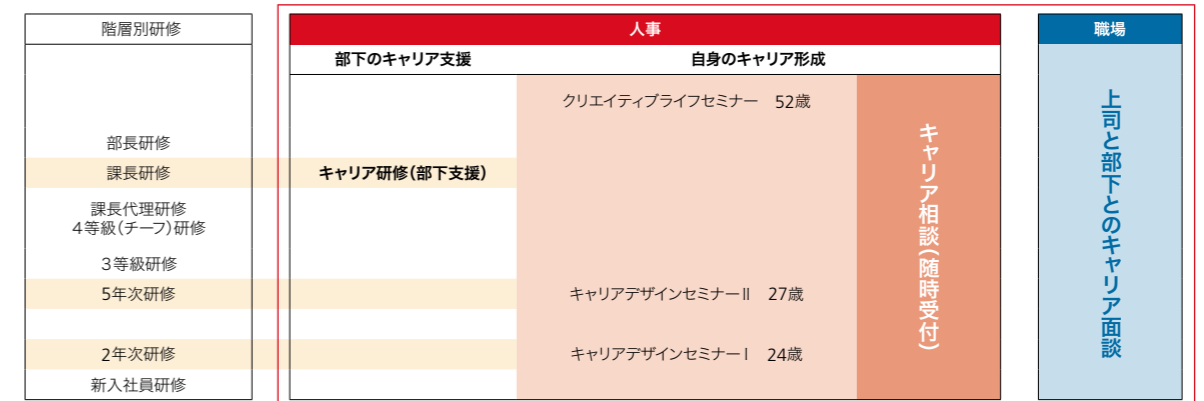 階層別研修
人事
職場
部下のキャリア支援
自身のキャリア形成
クリエイティブライフセミナー 52歳
部長研修
課長研修
キャリア研修(部下支援)
課長代理研修
4等級(チーフ)研修
3等級研修
5年次研修
キャリアデザインセミナーⅡ 27歳
2年次研修
キャリアデザインセミナーⅠ 24歳
新入社員研修
キャリア相談(随時受付)
上司と部下とのキャリア面談